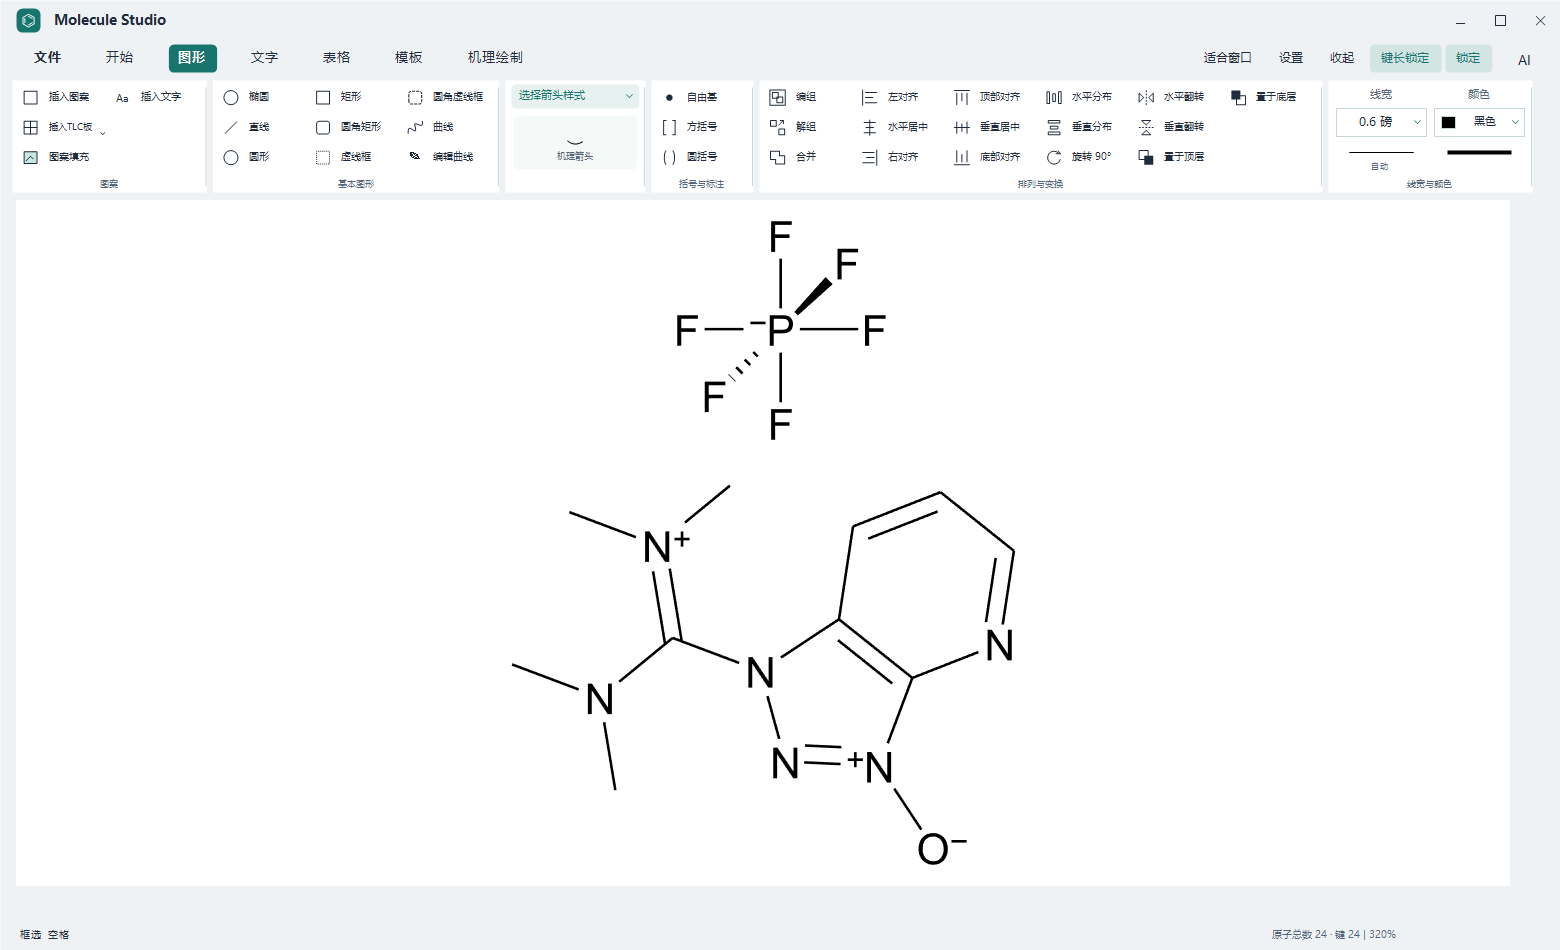 Molecule Studio
文件 开始 图形 文字 表格 模板 机理绘制 适合窗口 设置 收起 键长锁定 锁定 AI
插入图案 Aa 插入文字
插入TLC板
图案填充
图案
椭圆 矩形 圆角虚线框
直线 圆角矩形 曲线
圆形 虚线框 编辑曲线
基本图形
选择箭头样式
机理箭头
自由基
[ ] 方括号
( ) 圆括号
括号与标注
编组 左对齐 顶部对齐 水平分布 水平翻转 置于底层
解组 水平居中 垂直居中 垂直分布 垂直翻转
合并 右对齐 底部对齐 旋转 90° 置于顶层
排列与变换
线宽 颜色
0.6 磅 黑色
自动
线宽与颜色
F
F
F −P F
F
F
N+
N
N N
N +N
O−
框选 空格
原子总数 24 · 键 24 | 320%